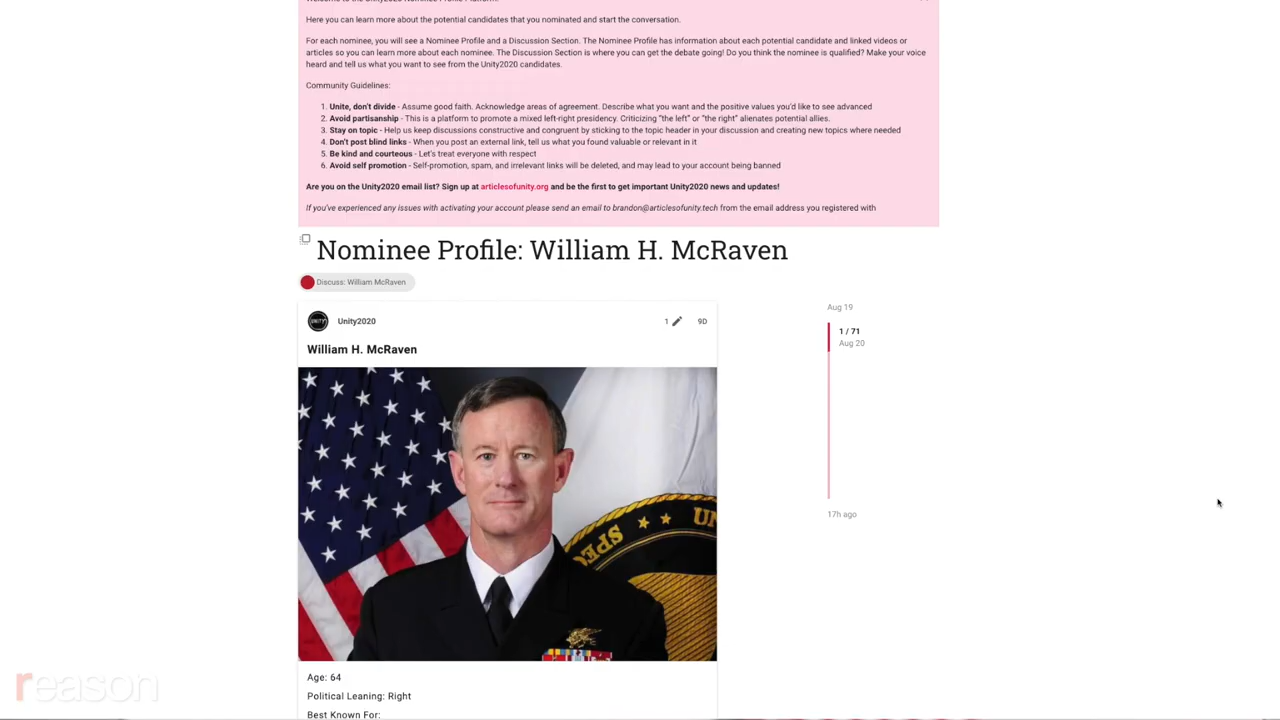 Welcome to the Unity2020 Nominee Profile Platform!
Here you can learn more about the potential candidates that you nominated and start the conversation.
For each nominee, you will see a Nominee Profile and a Discussion Section. The Nominee Profile has information about each potential candidate and linked videos or
articles so you can learn more about each nominee. The Discussion Section is where you can get the debate going! Do you think the nominee is qualified? Make your voice
heard and tell us what you want to see from the Unity2020 candidates.
Community Guidelines:
1. Unite, don't divide - Assume good faith. Acknowledge areas of agreement. Describe what you want and the positive values you'd like to see advanced
2. Avoid partisanship - This is a platform to promote a mixed left-right presidency. Criticizing “the left” or “the right” alienates potential allies.
3. Stay on topic - Help us keep discussions constructive and congruent by sticking to the topic header in your discussion and creating new topics where needed
4. Don't post blind links - When you post an external link, tell us what you found valuable or relevant in it
5. Be kind and courteous - Let's treat everyone with respect
6. Avoid self promotion - Self-promotion, spam, and irrelevant links will be deleted, and may lead to your account being banned
Are you on the Unity2020 email list? Sign up at articlesofunity.org and be the first to get important Unity2020 news and updates!
If you've experienced any issues with activating your account please send an email to brandon@articlesofunity.tech from the email address you registered with
Nominee Profile: William H. McRaven
Discuss: William McRaven
Aug 19
Unity2020 1 9D
UNITY
1 / 71
Aug 20
William H. McRaven
SPEC
UN
17h ago
Age: 64
Political Leaning: Right
Best Known For:
reason